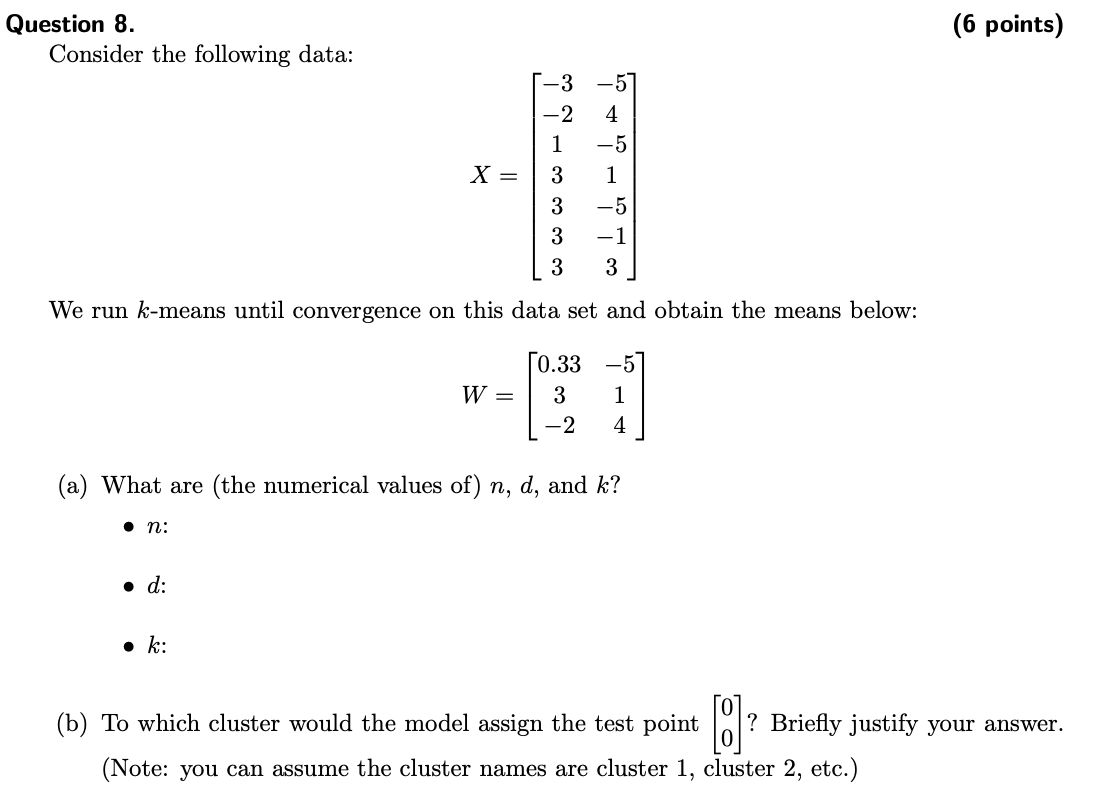 Question 8. (6 points)
Consider the following data:
X = \begin{bmatrix} -3 & -5 \\ -2 & 4 \\ 1 & -5 \\ 3 & 1 \\ 3 & -5 \\ 3 & -1 \\ 3 & 3 \end{bmatrix}
We run k-means until convergence on this data set and obtain the means below:
W = \begin{bmatrix} 0.33 & -5 \\ 3 & 1 \\ -2 & 4 \end{bmatrix}
(a) What are (the numerical values of) n, d, and k?
• n:
• d:
• k:
(b) To which cluster would the model assign the test point \begin{bmatrix} 0 \\ 0 \end{bmatrix}? Briefly justify your answer.
(Note: you can assume the cluster names are cluster 1, cluster 2, etc.)